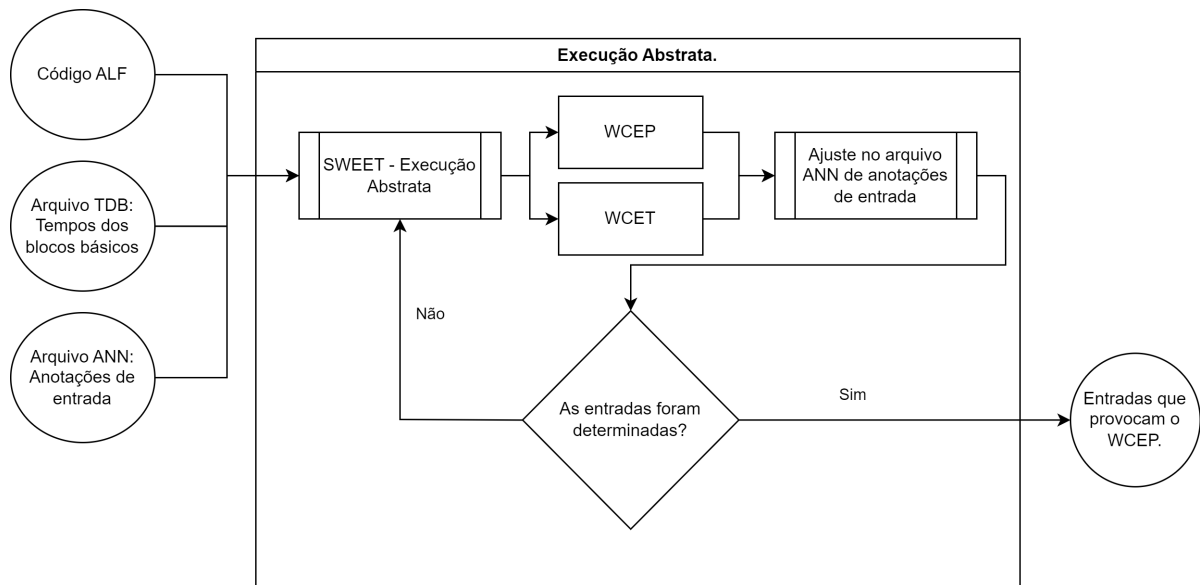 Código ALF
Arquivo TDB:
Tempos dos
blocos básicos
Arquivo ANN:
Anotações de
entrada
Execução Abstrata.
SWEET - Execução
Abstrata
WCEP
WCET
Ajuste no arquivo
ANN de anotações
de entrada
Não
As entradas foram
determinadas?
Sim
Entradas que
provocam o
WCEP.